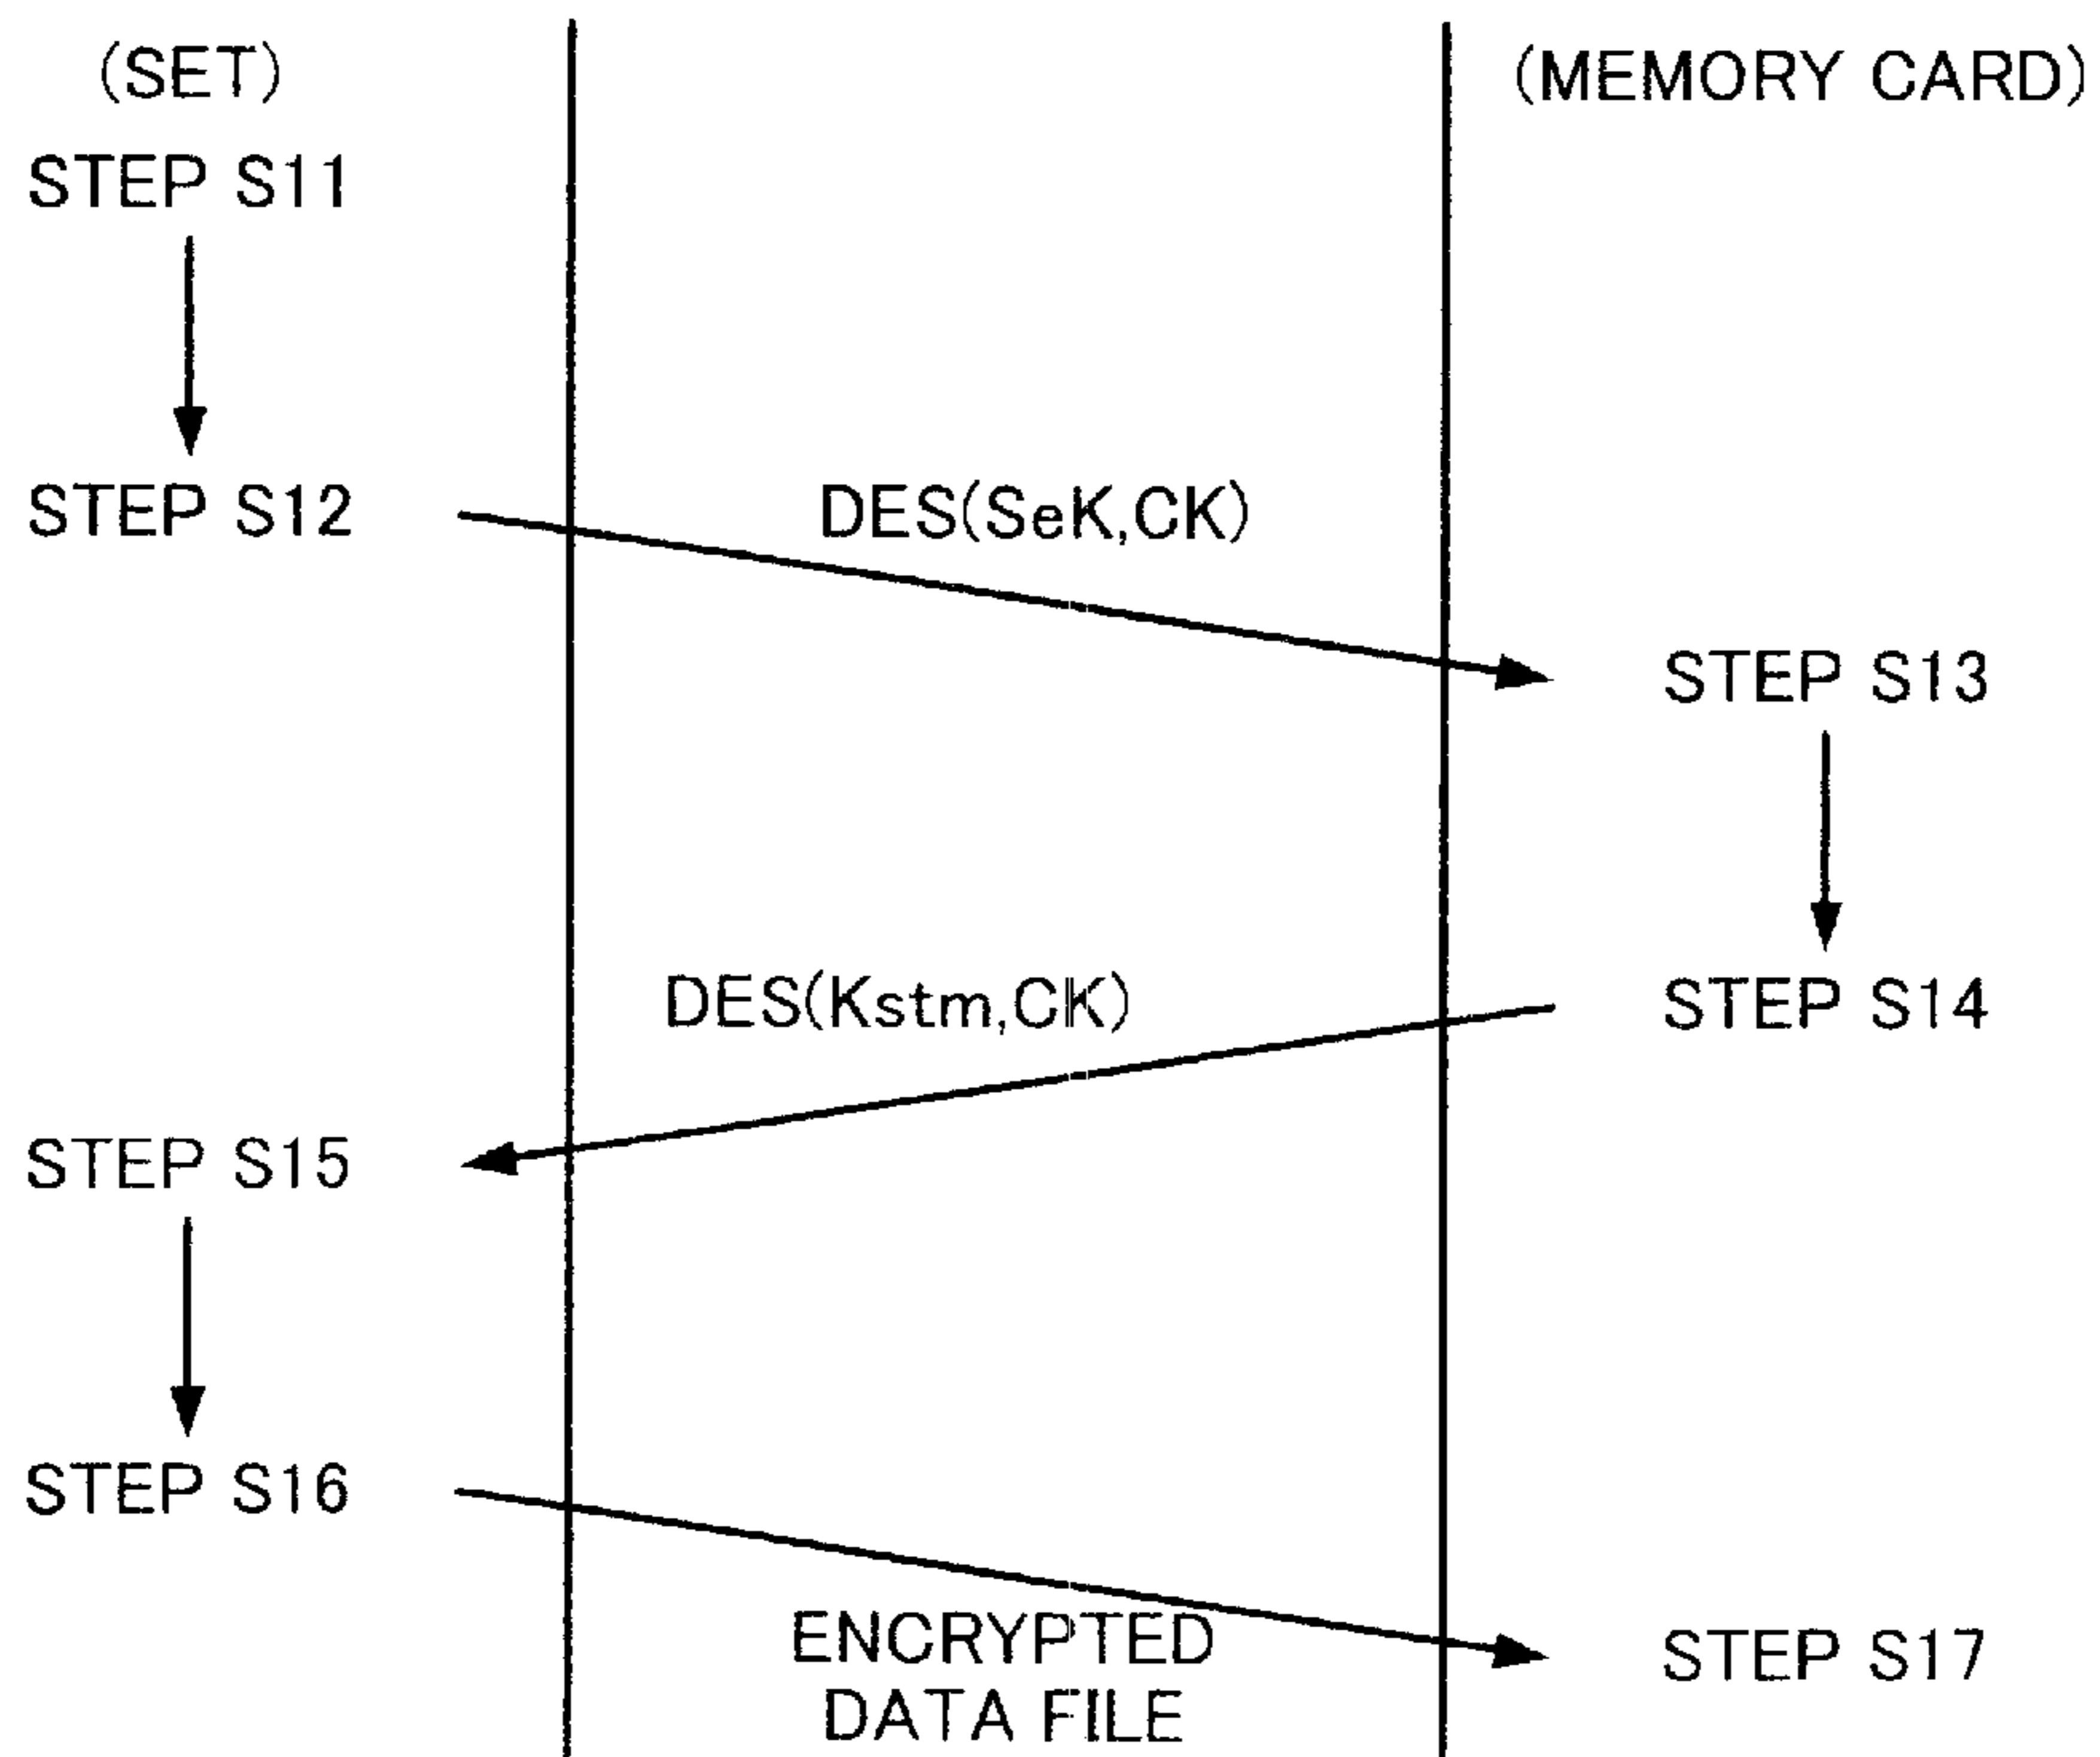 (SET)
(MEMORY CARD)
STEP S11
STEP S12
DES(SeK,CK)
STEP S13
DES(Kstm,CK)
STEP S14
STEP S15
STEP S16
ENCRYPTED
DATA FILE
STEP S17